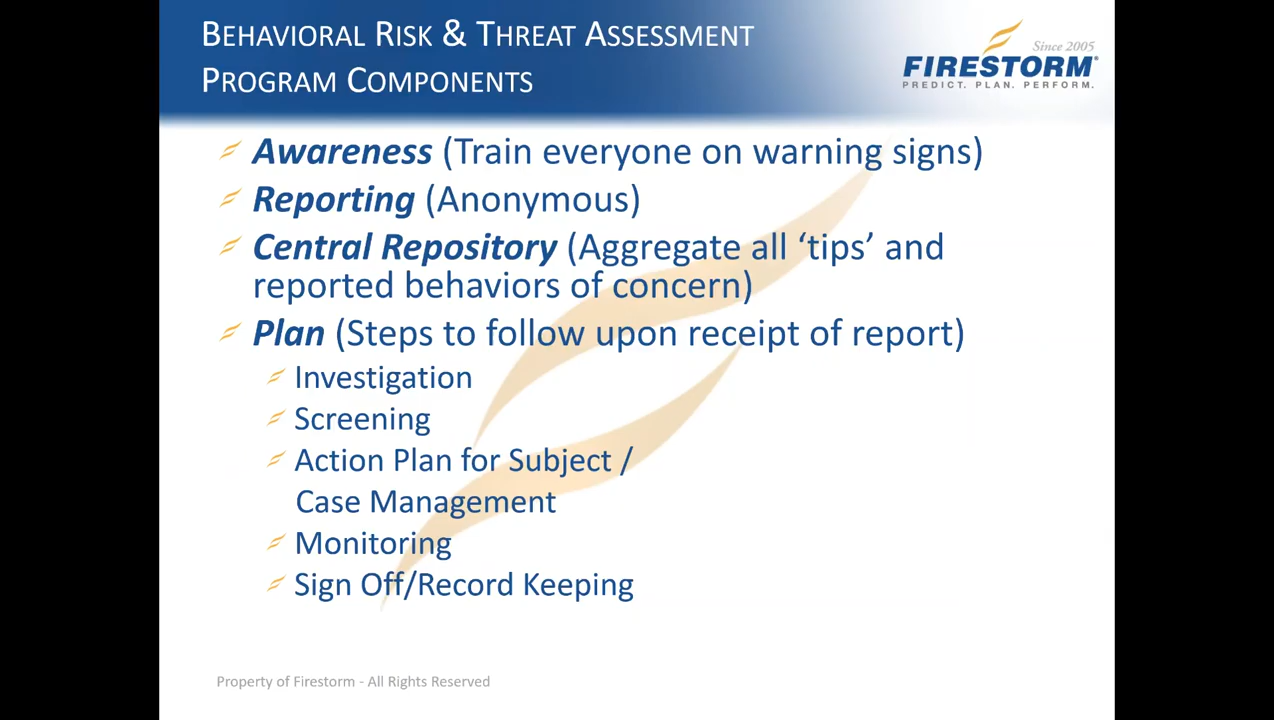 BEHAVIORAL RISK & THREAT ASSESSMENT
PROGRAM COMPONENTS
Since 2005
FIRESTORM®
PREDICT. PLAN. PERFORM.
Awareness (Train everyone on warning signs)
Reporting (Anonymous)
Central Repository (Aggregate all ‘tips’ and
reported behaviors of concern)
Plan (Steps to follow upon receipt of report)
Investigation
Screening
Action Plan for Subject /
Case Management
Monitoring
Sign Off/Record Keeping
Property of Firestorm - All Rights Reserved